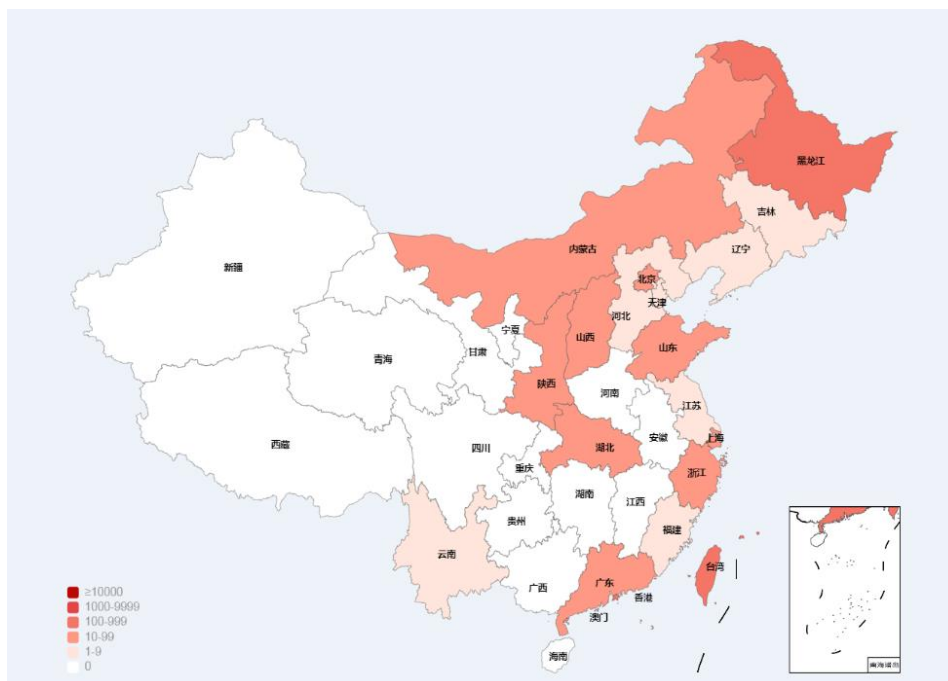 黑龙江
吉林
辽宁
内蒙古
新疆
北京
天津
河北
宁夏
山西
山东
甘肃
青海
陕西
河南
江苏
上海
安徽
西藏
四川
湖北
浙江
重庆
湖南
江西
贵州
福建
云南
台湾
广西
广东
香港
澳门
海南
≥10000
1000-9999
100-999
10-99
1-9
0
南海诸岛